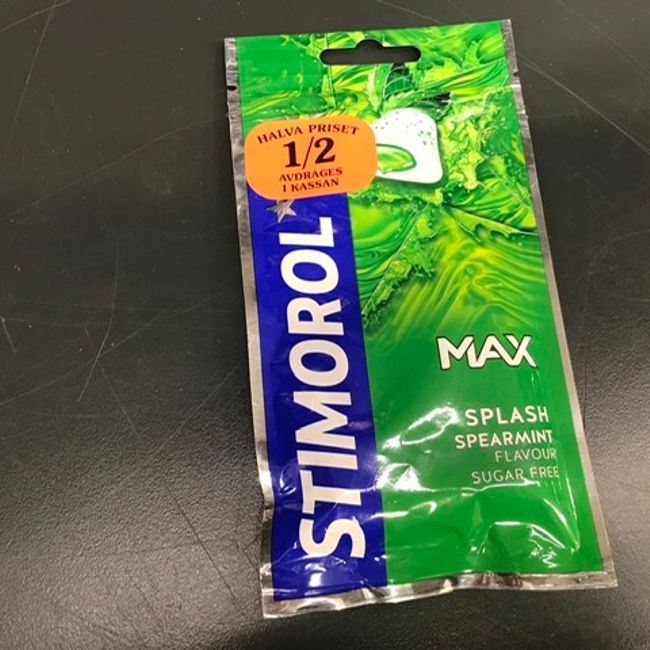 HALVA PRISET
1/2
AVDRAGES
I KASSAN
STIMOROL
MAX
SPLASH
SPEARMINT
FLAVOUR
SUGAR FREE